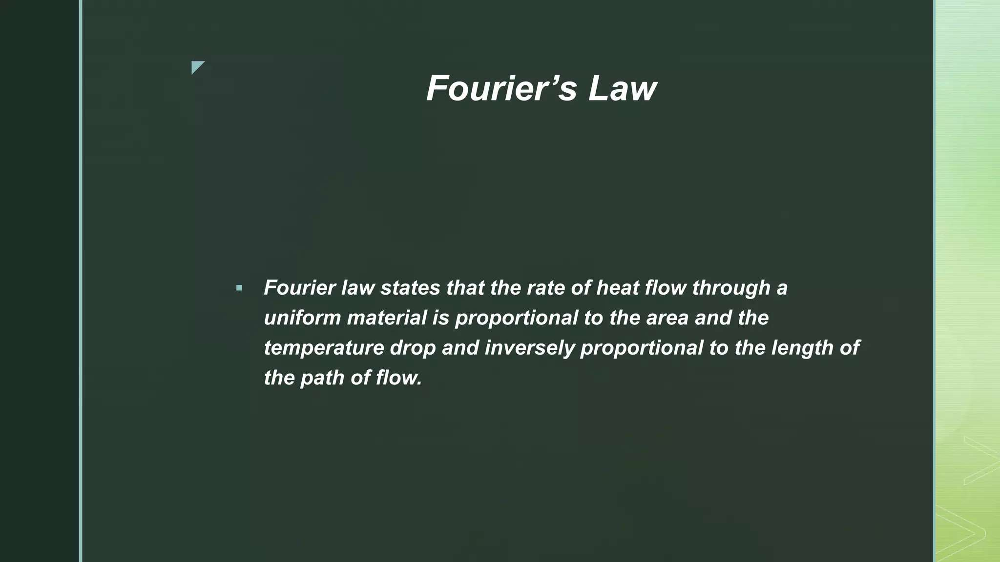 Fourier’s Law
▪ Fourier law states that the rate of heat flow through a
uniform material is proportional to the area and the
temperature drop and inversely proportional to the length of
the path of flow.